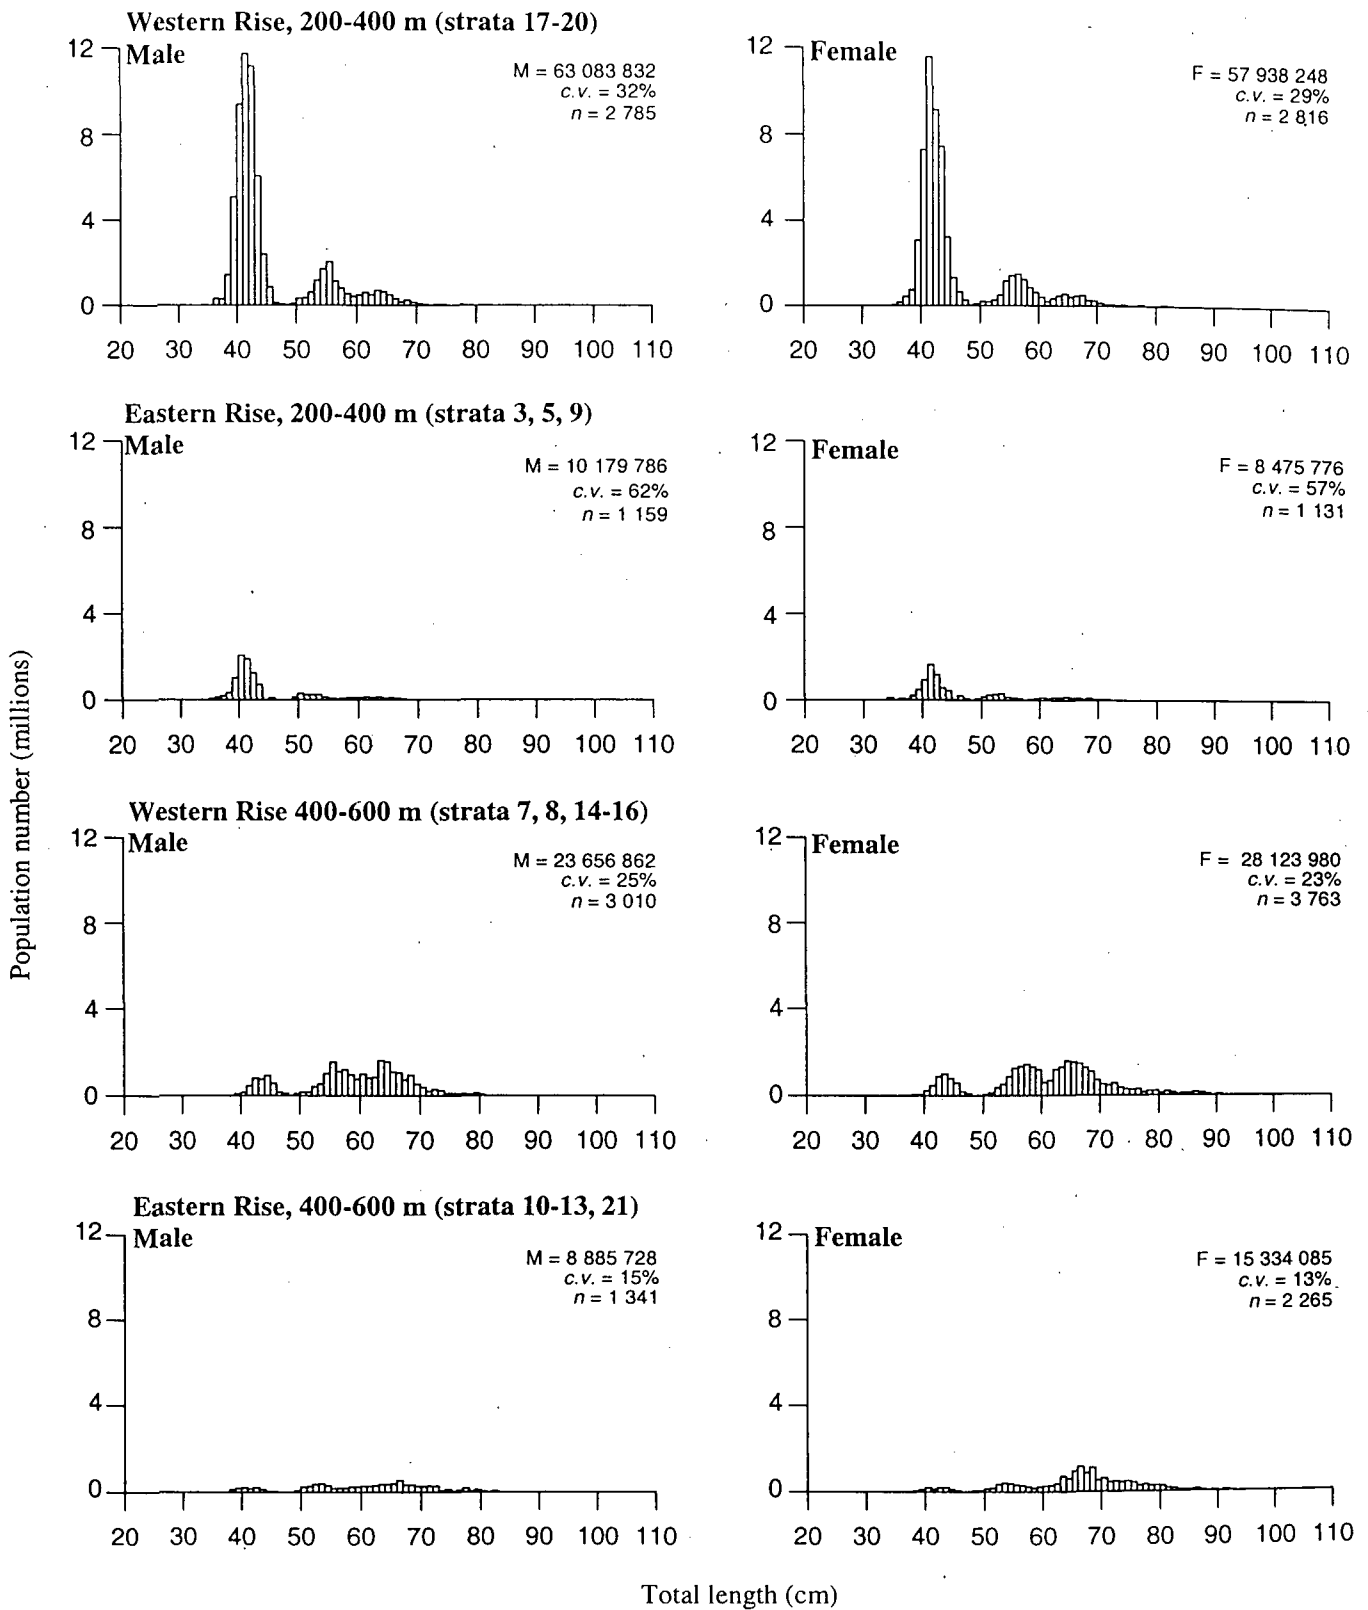 Western Rise, 200-400 m (strata 17-20)
Male
M = 63 083 832
c.v. = 32%
n = 2 785
12
8
4
0
20 30 40 50 60 70 80 90 100 110
Female
F = 57 938 248
c.v. = 29%
n = 2 816
12
8
4
0
20 30 40 50 60 70 80 90 100 110
Eastern Rise, 200-400 m (strata 3, 5, 9)
Male
M = 10 179 786
c.v. = 62%
n = 1 159
12
8
4
0
20 30 40 50 60 70 80 90 100 110
Female
F = 8 475 776
c.v. = 57%
n = 1 131
12
8
4
0
20 30 40 50 60 70 80 90 100 110
Western Rise 400-600 m (strata 7, 8, 14-16)
Male
M = 23 656 862
c.v. = 25%
n = 3 010
12
8
4
0
20 30 40 50 60 70 80 90 100 110
Female
F = 28 123 980
c.v. = 23%
n = 3 763
12
8
4
0
20 30 40 50 60 70 80 90 100 110
Eastern Rise, 400-600 m (strata 10-13, 21)
Male
M = 8 885 728
c.v. = 15%
n = 1 341
12
8
4
0
20 30 40 50 60 70 80 90 100 110
Female
F = 15 334 085
c.v. = 13%
n = 2 265
12
8
4
0
20 30 40 50 60 70 80 90 100 110
Population number (millions)
Total length (cm)